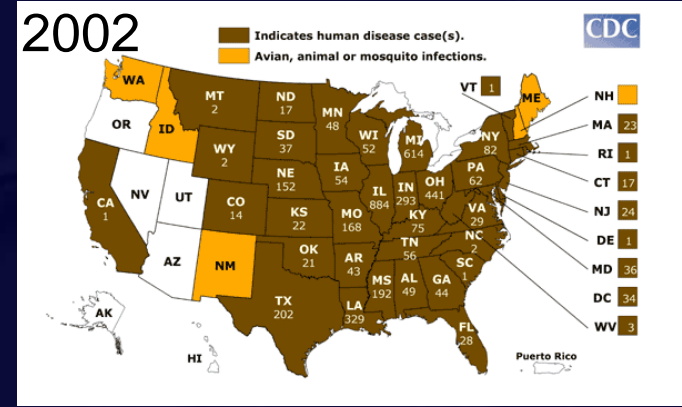 2002
Indicates human disease case(s).
Avian, animal or mosquito infections.
CDC
WA
OR
ID
MT
2
ND
17
MN
48
VT 1
ME
NH
MA 23
RI 1
CT 17
NJ 24
DE 1
MD 36
DC 34
WV 3
WY
2
SD
37
WI
52
MI
614
NY
82
NE
152
IA
54
IL
884
IN
293
OH
441
PA
62
CA
1
NV
UT
CO
14
KS
22
MO
168
KY
75
VA
29
AZ
NM
OK
21
AR
43
TN
56
NC
2
SC
1
TX
202
LA
329
MS
192
AL
49
GA
44
FL
28
AK
HI
Puerto Rico